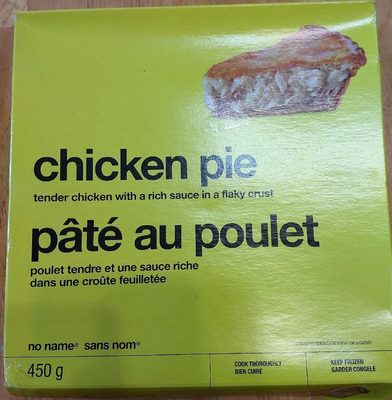 chicken pie
tender chicken with a rich sauce in a flaky crust
pâté au poulet
poulet tendre et une sauce riche
dans une croûte feuilletée
no name® sans nom®
450 g
COOK THOROUGHLY
BIEN CUIRE
KEEP FROZEN
GARDER CONGELÉ